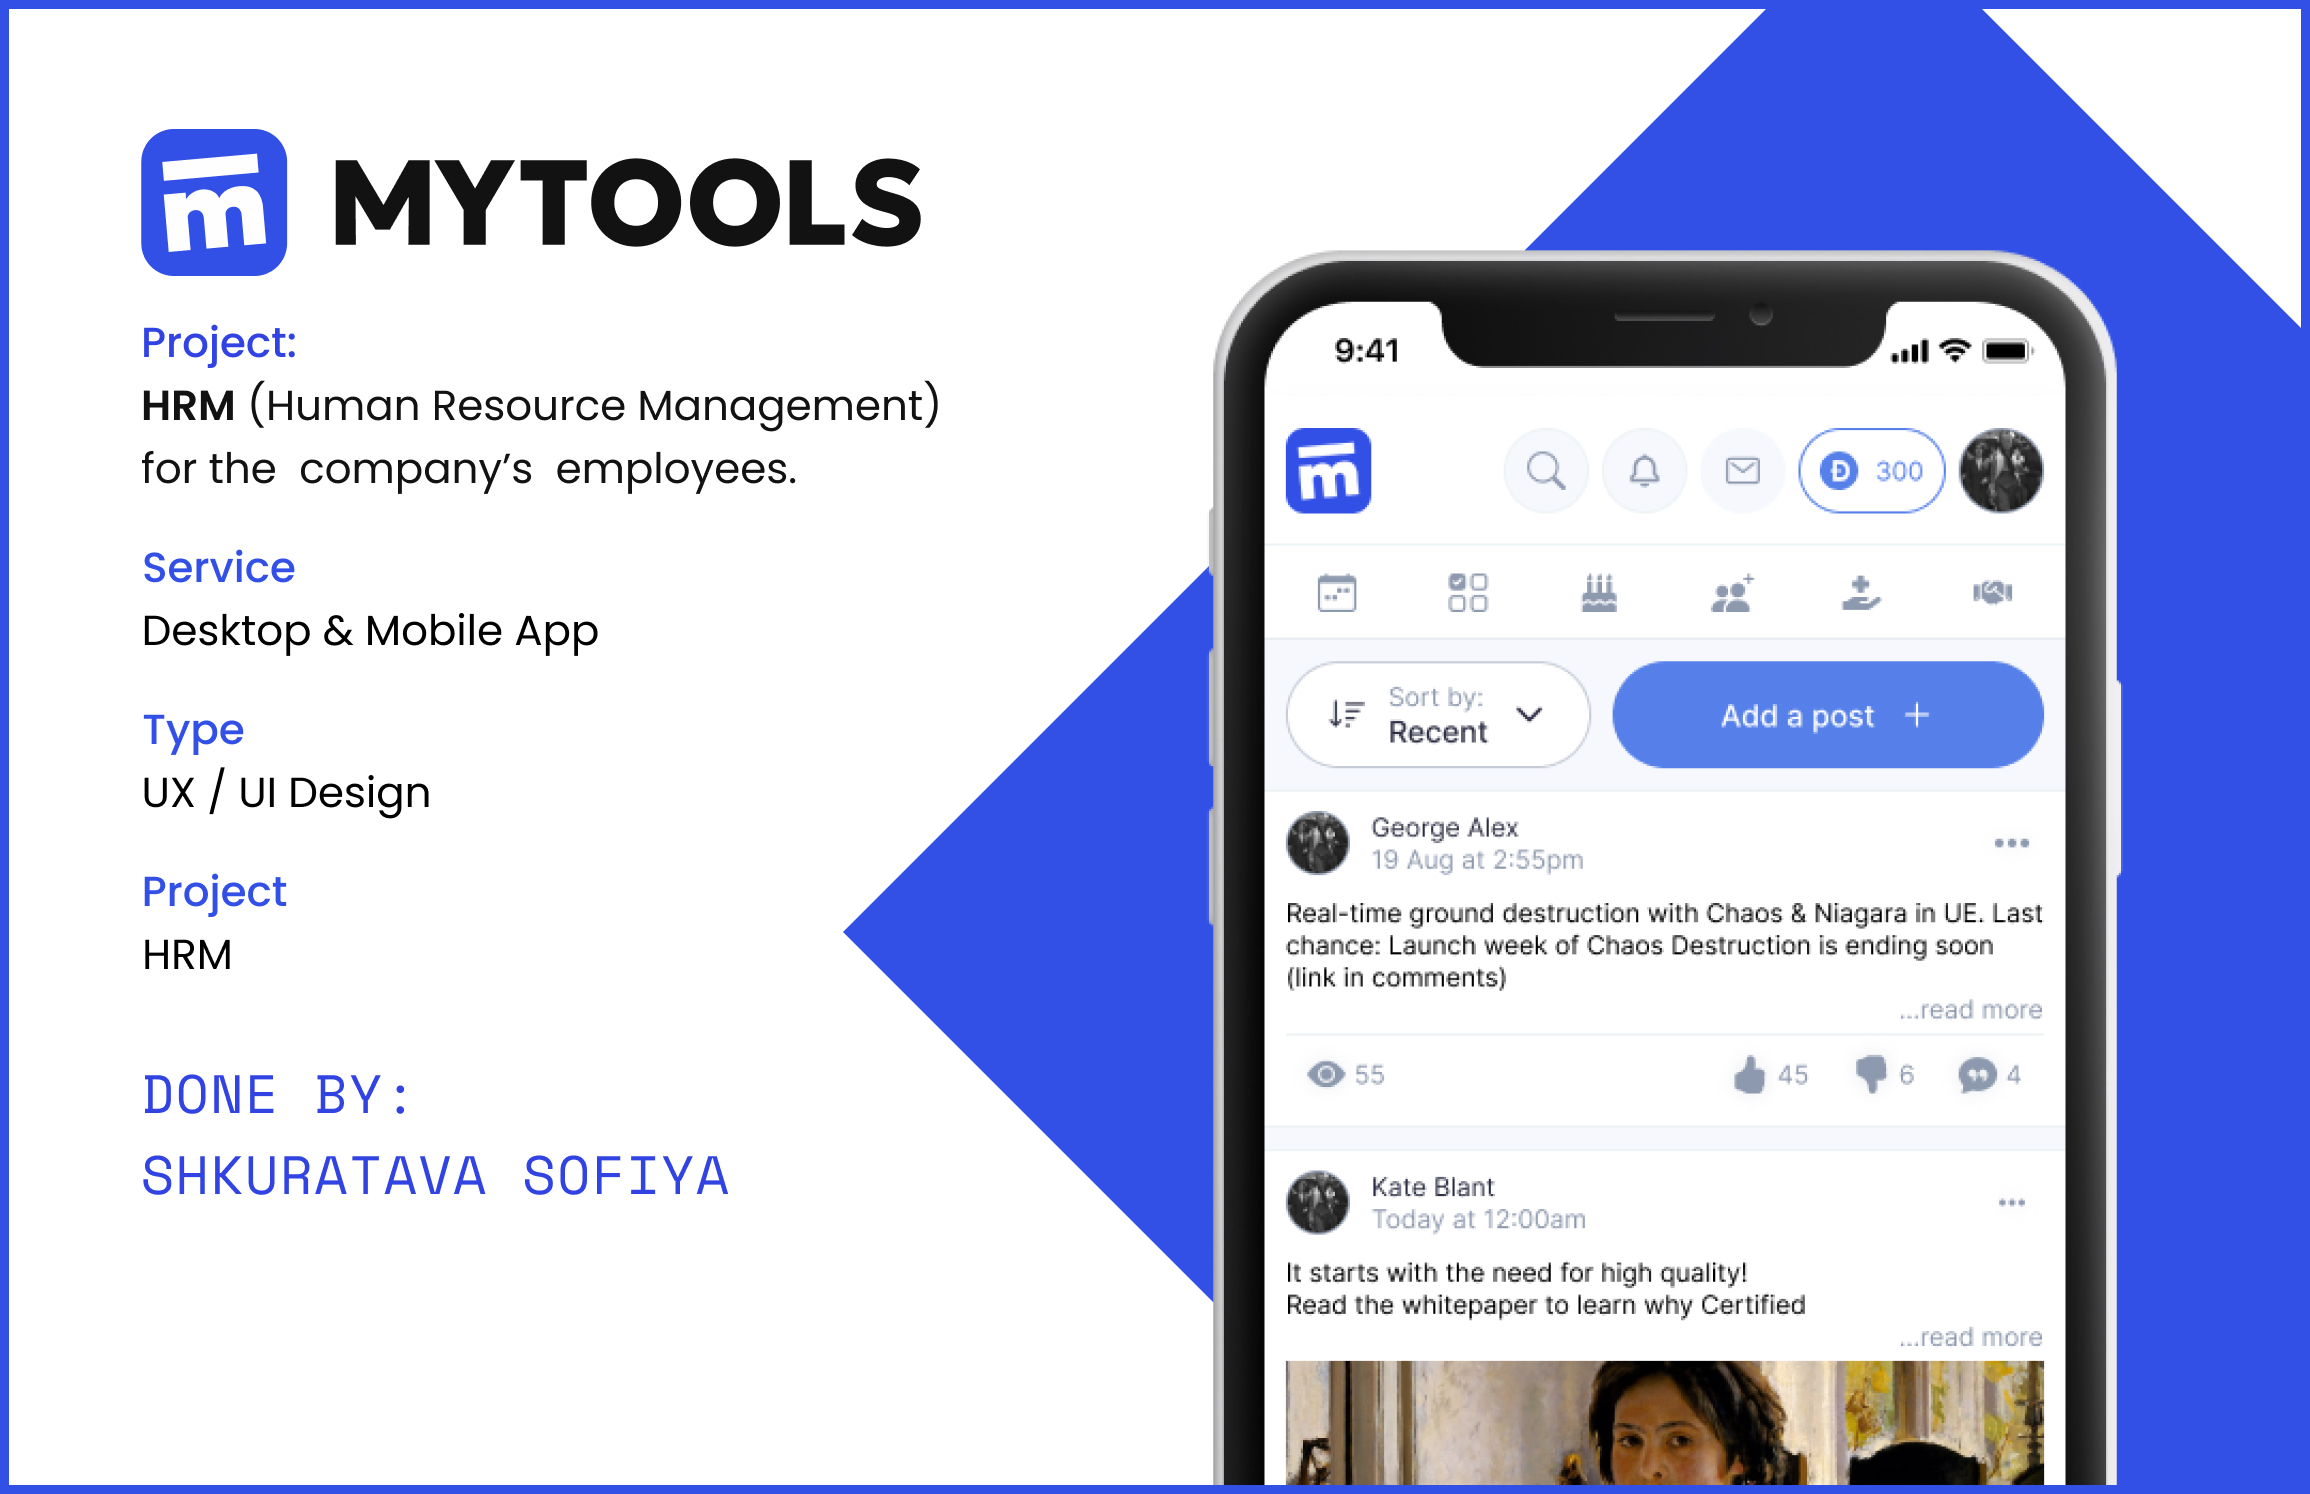 m MYTOOLS
Project:
HRM (Human Resource Management)
for the company’s employees.
Service
Desktop & Mobile App
Type
UX / UI Design
Project
HRM
DONE BY:
SHKURATAVA SOFIYA
9:41
m
300
Sort by:
Recent
Add a post +
George Alex
19 Aug at 2:55pm
Real-time ground destruction with Chaos & Niagara in UE. Last
chance: Launch week of Chaos Destruction is ending soon
(link in comments)
...read more
55 45 6 4
Kate Blant
Today at 12:00am
It starts with the need for high quality!
Read the whitepaper to learn why Certified
...read more